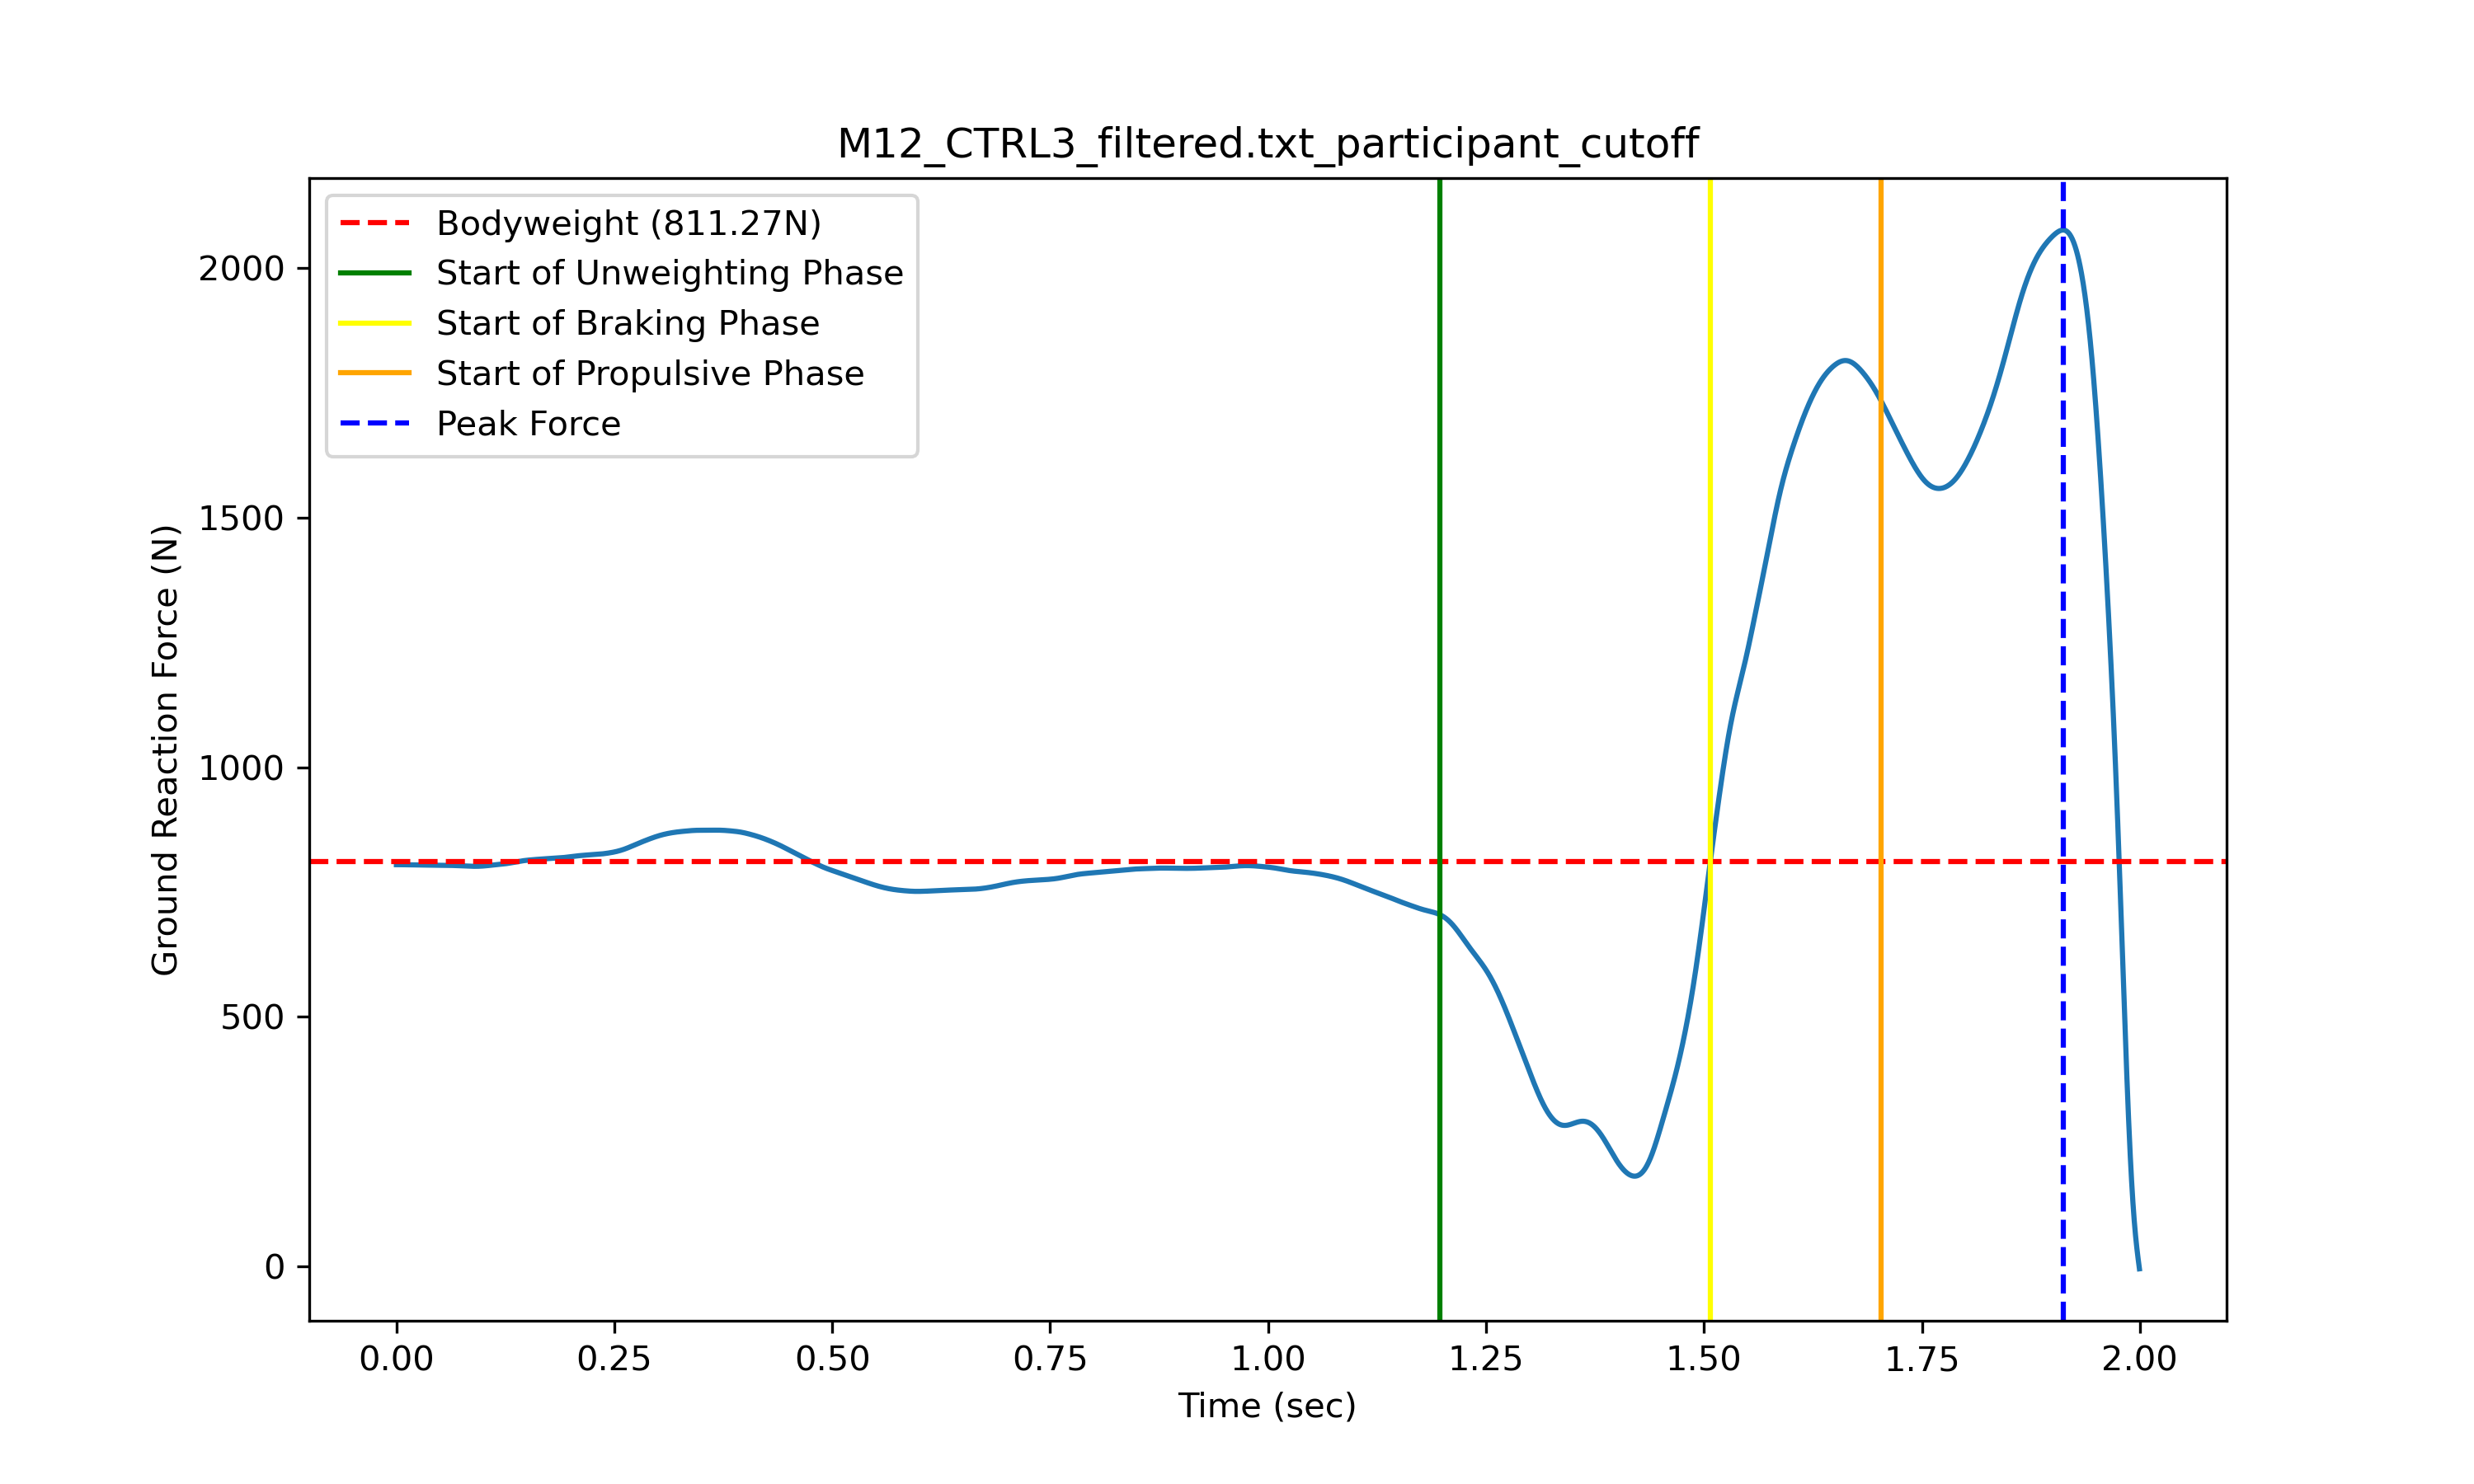 M12_CTRL3_filtered.txt_participant_cutoff
Bodyweight (811.27N)
Start of Unweighting Phase
Start of Braking Phase
Start of Propulsive Phase
Peak Force
Ground Reaction Force (N)
2000
1500
1000
500
0
0.00 0.25 0.50 0.75 1.00 1.25 1.50 1.75 2.00
Time (sec)